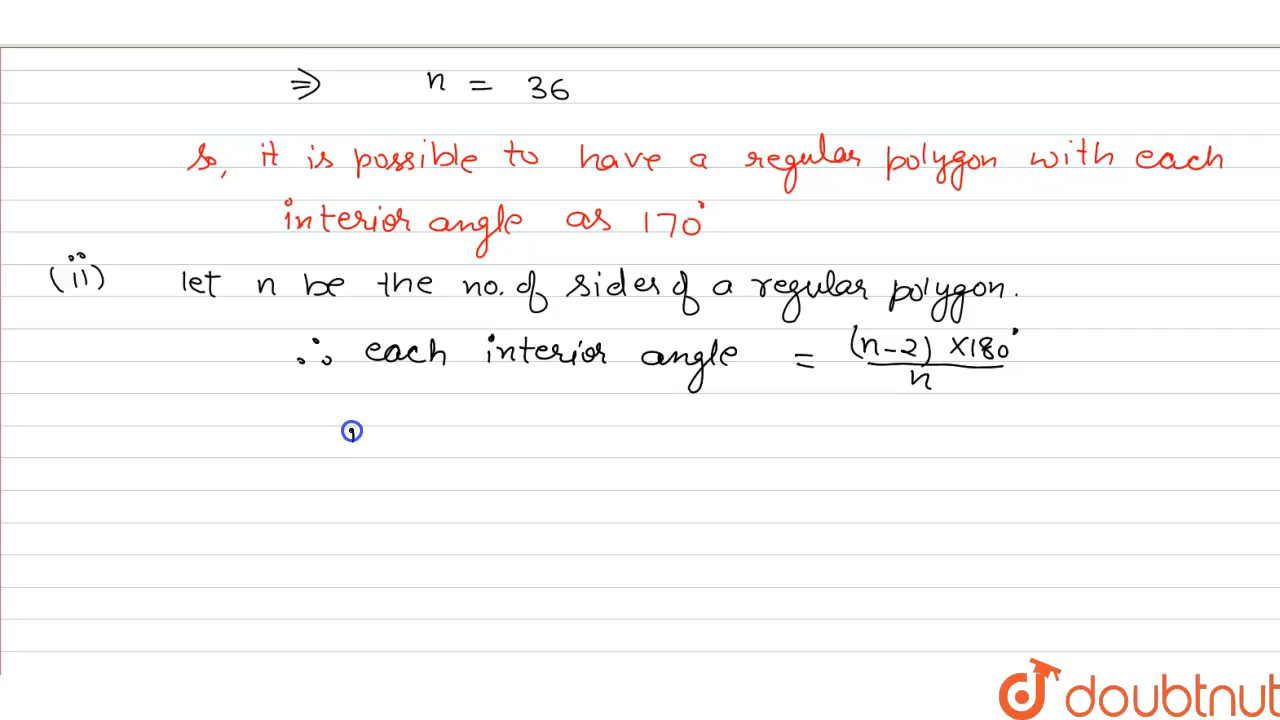 ⇒ n = 36
So, it is possible to have a regular polygon with each
interior angle as 170°
(ii) let n be the no. of sides of a regular polygon.
∴ each interior angle = (n-2) ×180° / n
doubtnut